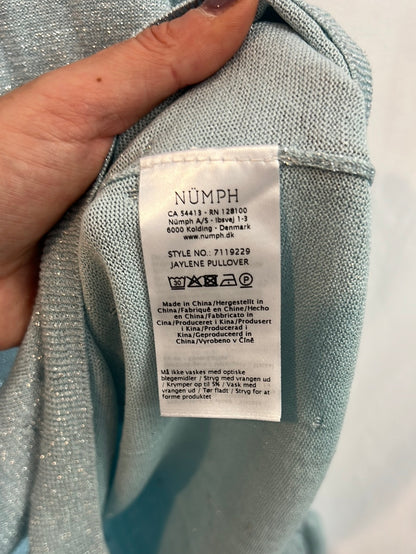 NÜMPH
CA 54413 - RN 128100
Nümph A/S - Ibsvej 1-3
6000 Kolding - Denmark
www.numph.dk
STYLE NO.: 7119229
JAYLENE PULLOVER
30
P
Made in China/Hergestellt in
China/Fabriqué en Chine/Hecho
en China/Fabbricato in
Cina/Produceret i Kina/Produsert
i Kina/Producerad i
Kina/Geproduceerd in
China/Vyrobeno v Číně
Må ikke vaskes med optiske
blegemidler / Stryg med vrangen ud
/ Krymper op til 5% / Vask med
vrangen ud / Tør fladt / Stryg for at
forme produktet